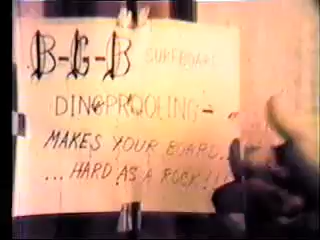 B-G-B SURFBOARD
DINGPROOFING-
MAKES YOUR BOARD..
...HARD AS A ROCK!!!